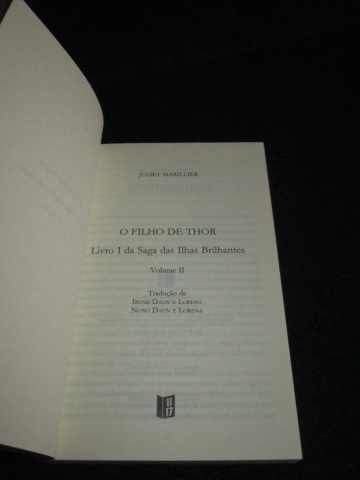 JULIET MARILLIER
O FILHO DE THOR
Livro I da Saga das Ilhas Brilhantes
Volume II
Tradução de
IRENE DAUN E LORENA
NUNO DAUN E LORENA
11
17